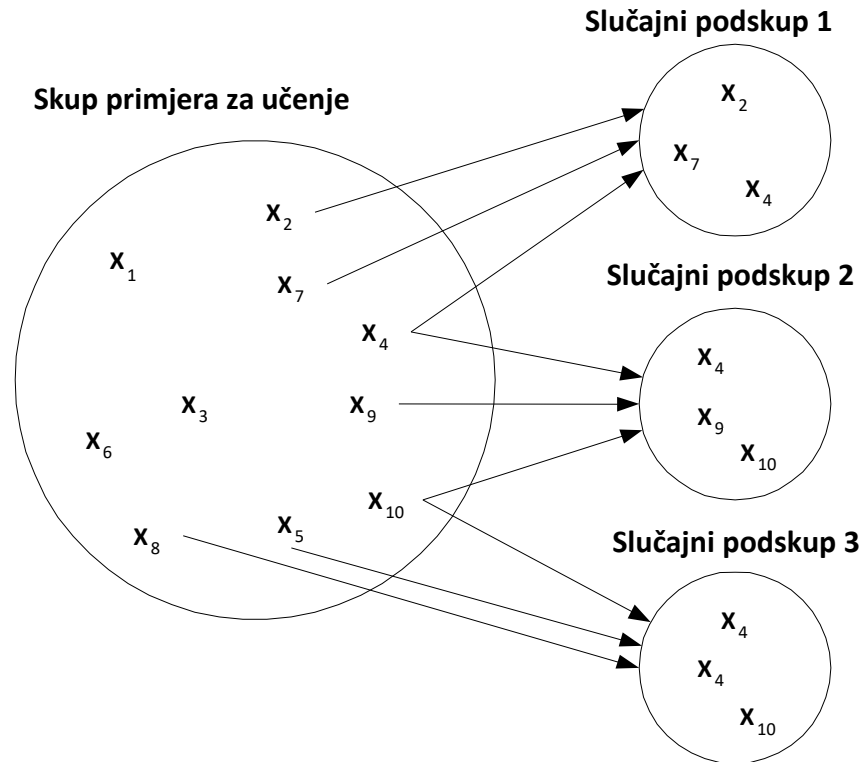 Slučajni podskup 1
Skup primjera za učenje
X2
X7
X4
X2
X1
X7
X4
X3
X9
X6
X10
X5
X8
Slučajni podskup 2
X4
X9
X10
Slučajni podskup 3
X4
X4
X10